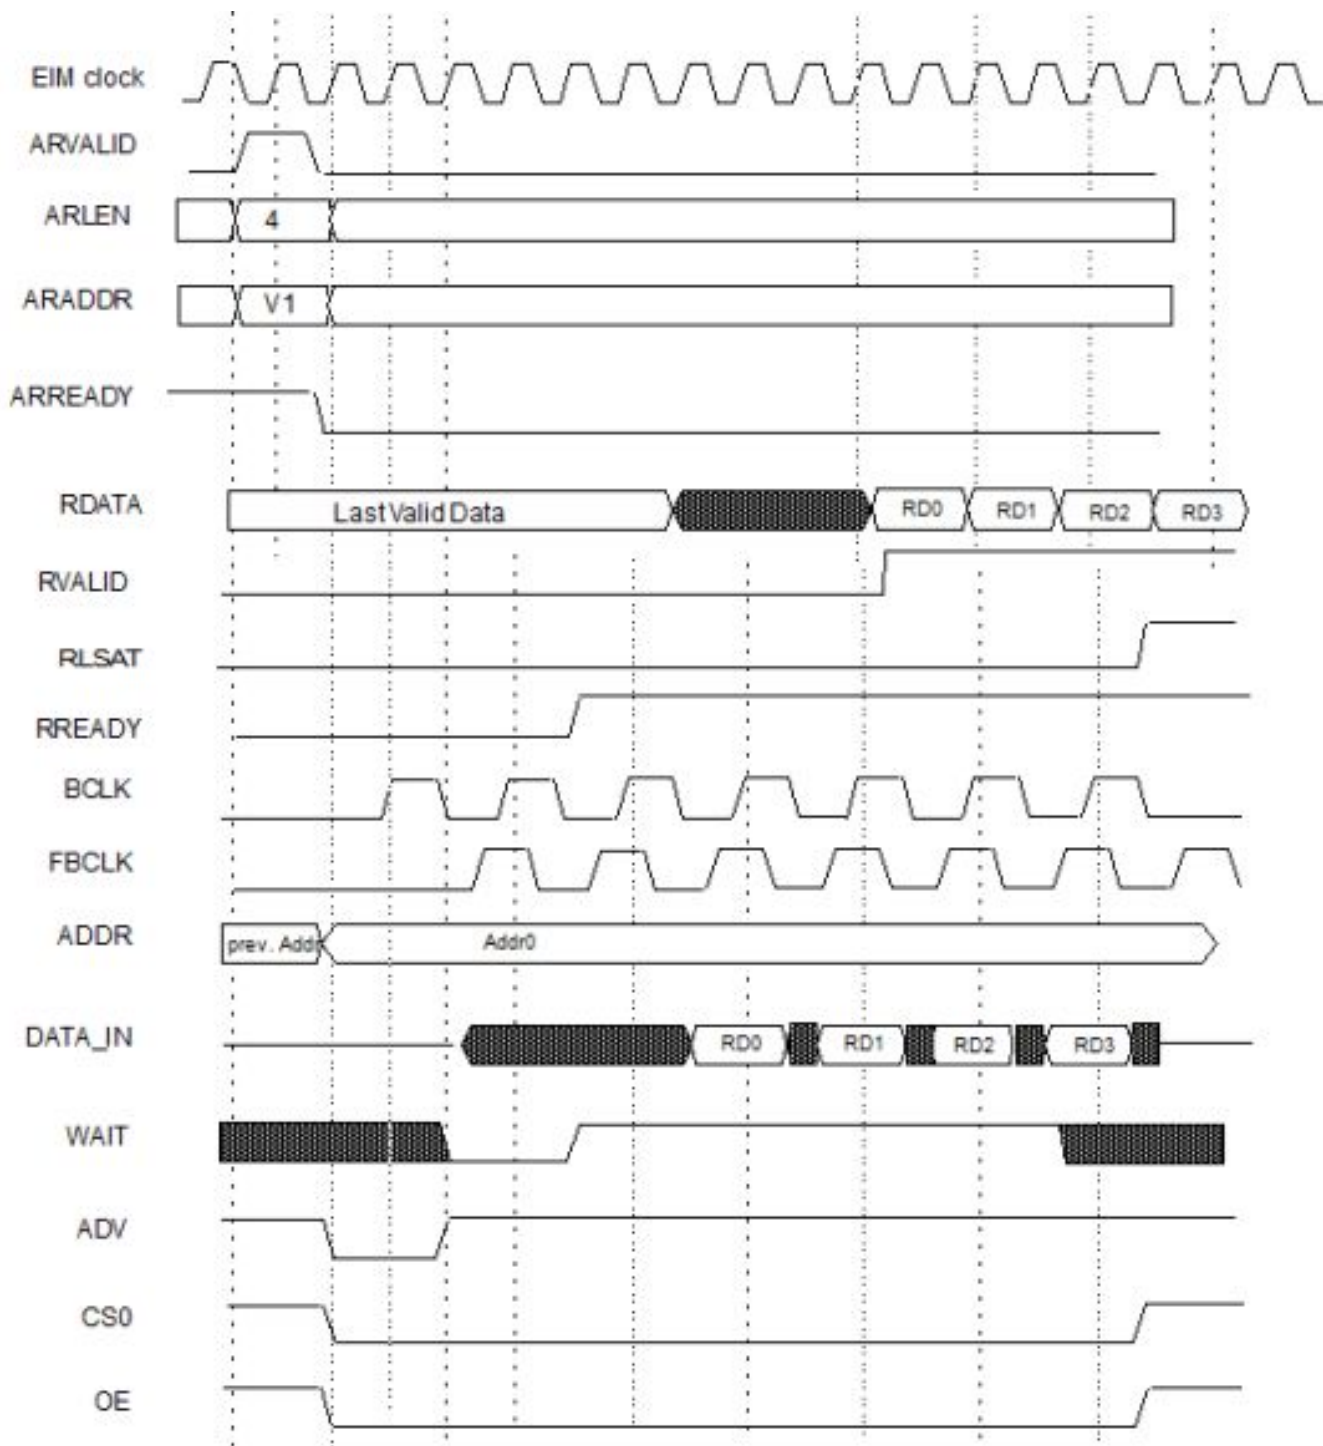 EIM clock
ARVALID
ARLEN 4
ARADDR V1
ARREADY
RDATA Last Valid Data RD0 RD1 RD2 RD3
RVALID
RLSAT
RREADY
BCLK
FBCLK
ADDR prev. Addr Addr0
DATA_IN RD0 RD1 RD2 RD3
WAIT
ADV
CS0
OE